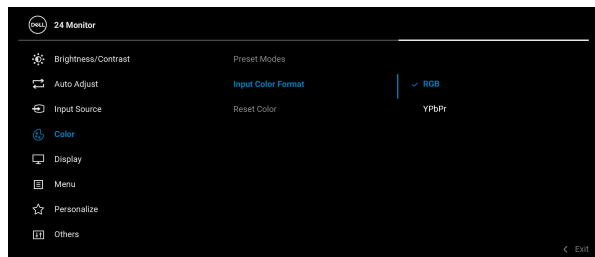 DELL 24 Monitor
Brightness/Contrast
Auto Adjust
Input Source
Color
Display
Menu
Personalize
Others
Preset Modes
Input Color Format
Reset Color
RGB
YPbPr
Exit